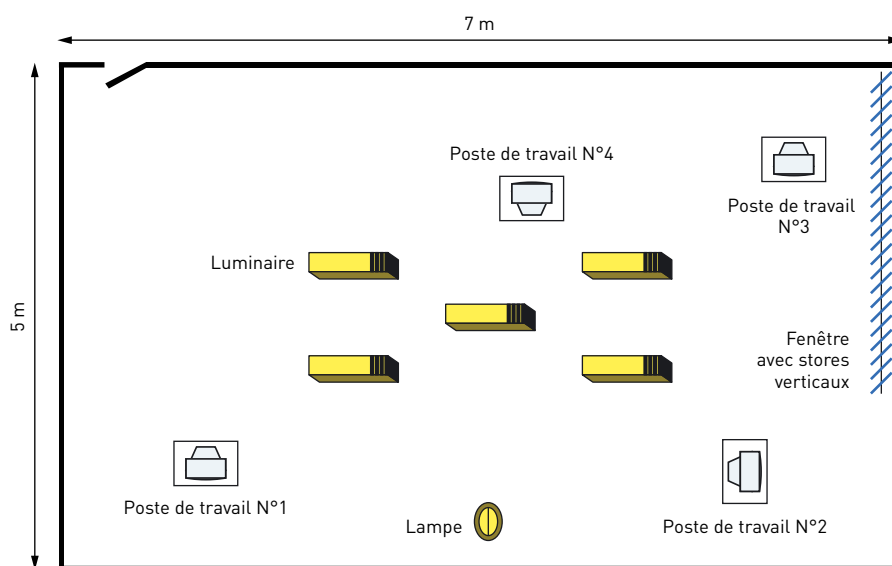 7 m
Poste de travail N°4
Poste de travail
N°3
Luminaire
5 m
Fenêtre
avec stores
verticaux
Poste de travail N°1
Lampe
Poste de travail N°2